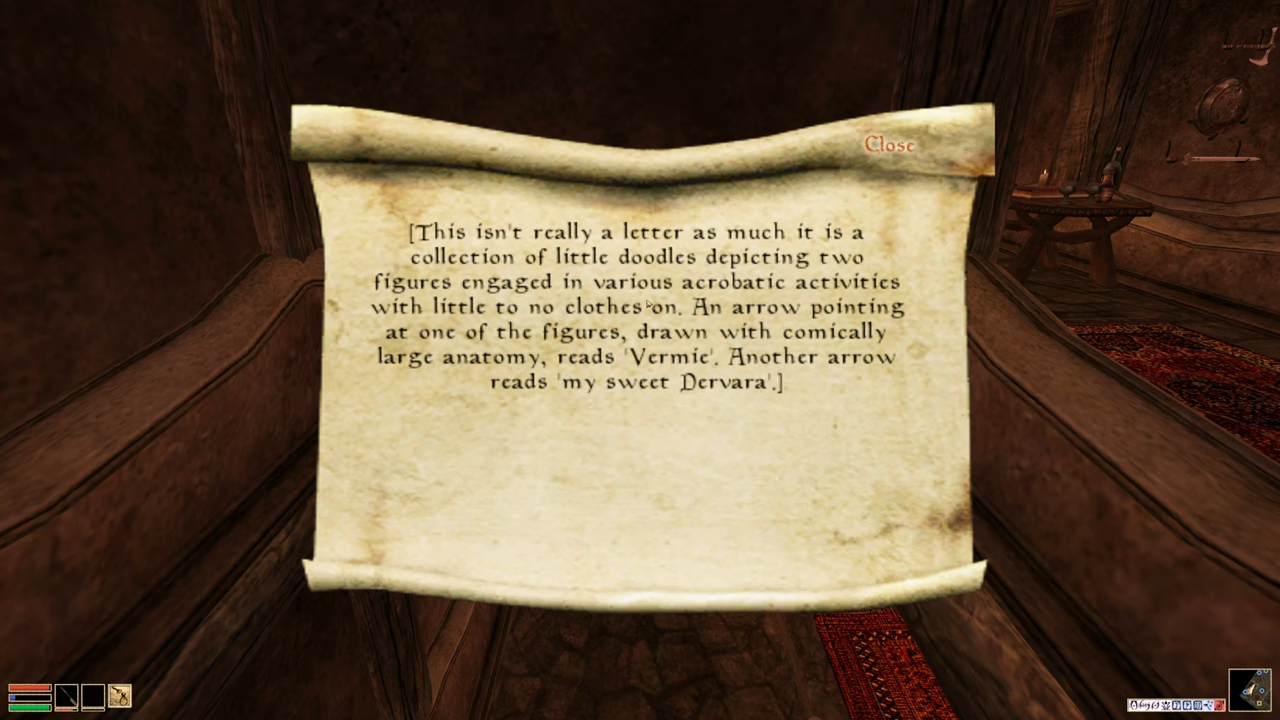 Close
[This isn't really a letter as much it is a
collection of little doodles depicting two
figures engaged in various acrobatic activities
with little to no clothes on. An arrow pointing
at one of the figures, drawn with comically
large anatomy, reads 'Vermie'. Another arrow
reads 'my sweet Dervara'.]